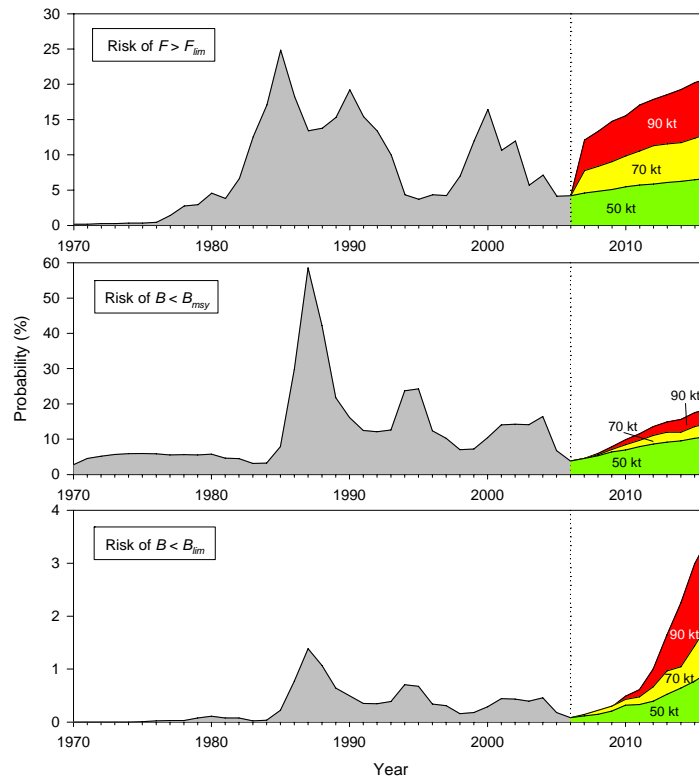 30
25
20
15
10
5
0
Risk of F > Flim
90 kt
70 kt
50 kt
1970 1980 1990 2000 2010
60
50
40
30
20
10
0
Risk of B < Bmsy
90 kt
70 kt
50 kt
1970 1980 1990 2000 2010
Probability (%)
4
3
2
1
0
Risk of B < Blim
90 kt
70 kt
50 kt
1970 1980 1990 2000 2010
Year